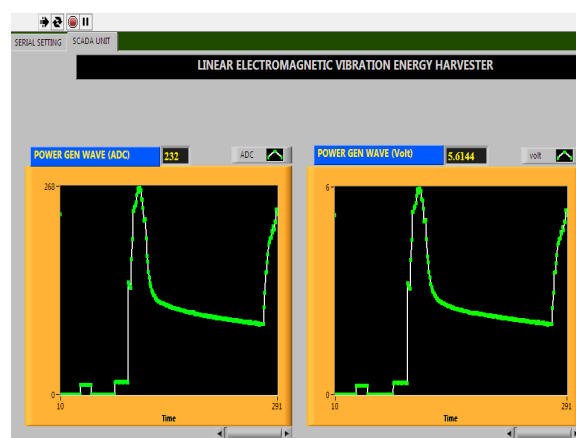 SERIAL SETTING SCADA UNIT
LINEAR ELECTROMAGNETIC VIBRATION ENERGY HARVESTER
POWER GEN WAVE (ADC) 232 ADC
268
0
10 291
Time
POWER GEN WAVE (Volt) 5.6144 volt
6
0
10 291
Time